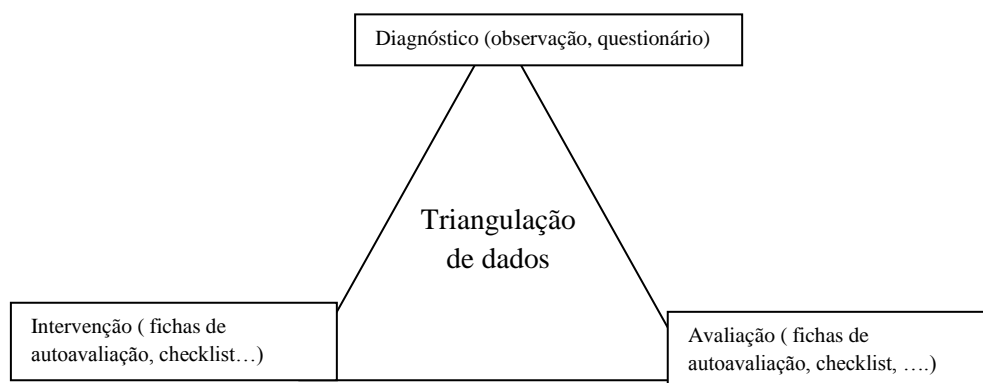 Diagnóstico (observação, questionário)
Triangulação
de dados
Intervenção ( fichas de
autoavaliação, checklist…)
Avaliação ( fichas de
autoavaliação, checklist, ….)